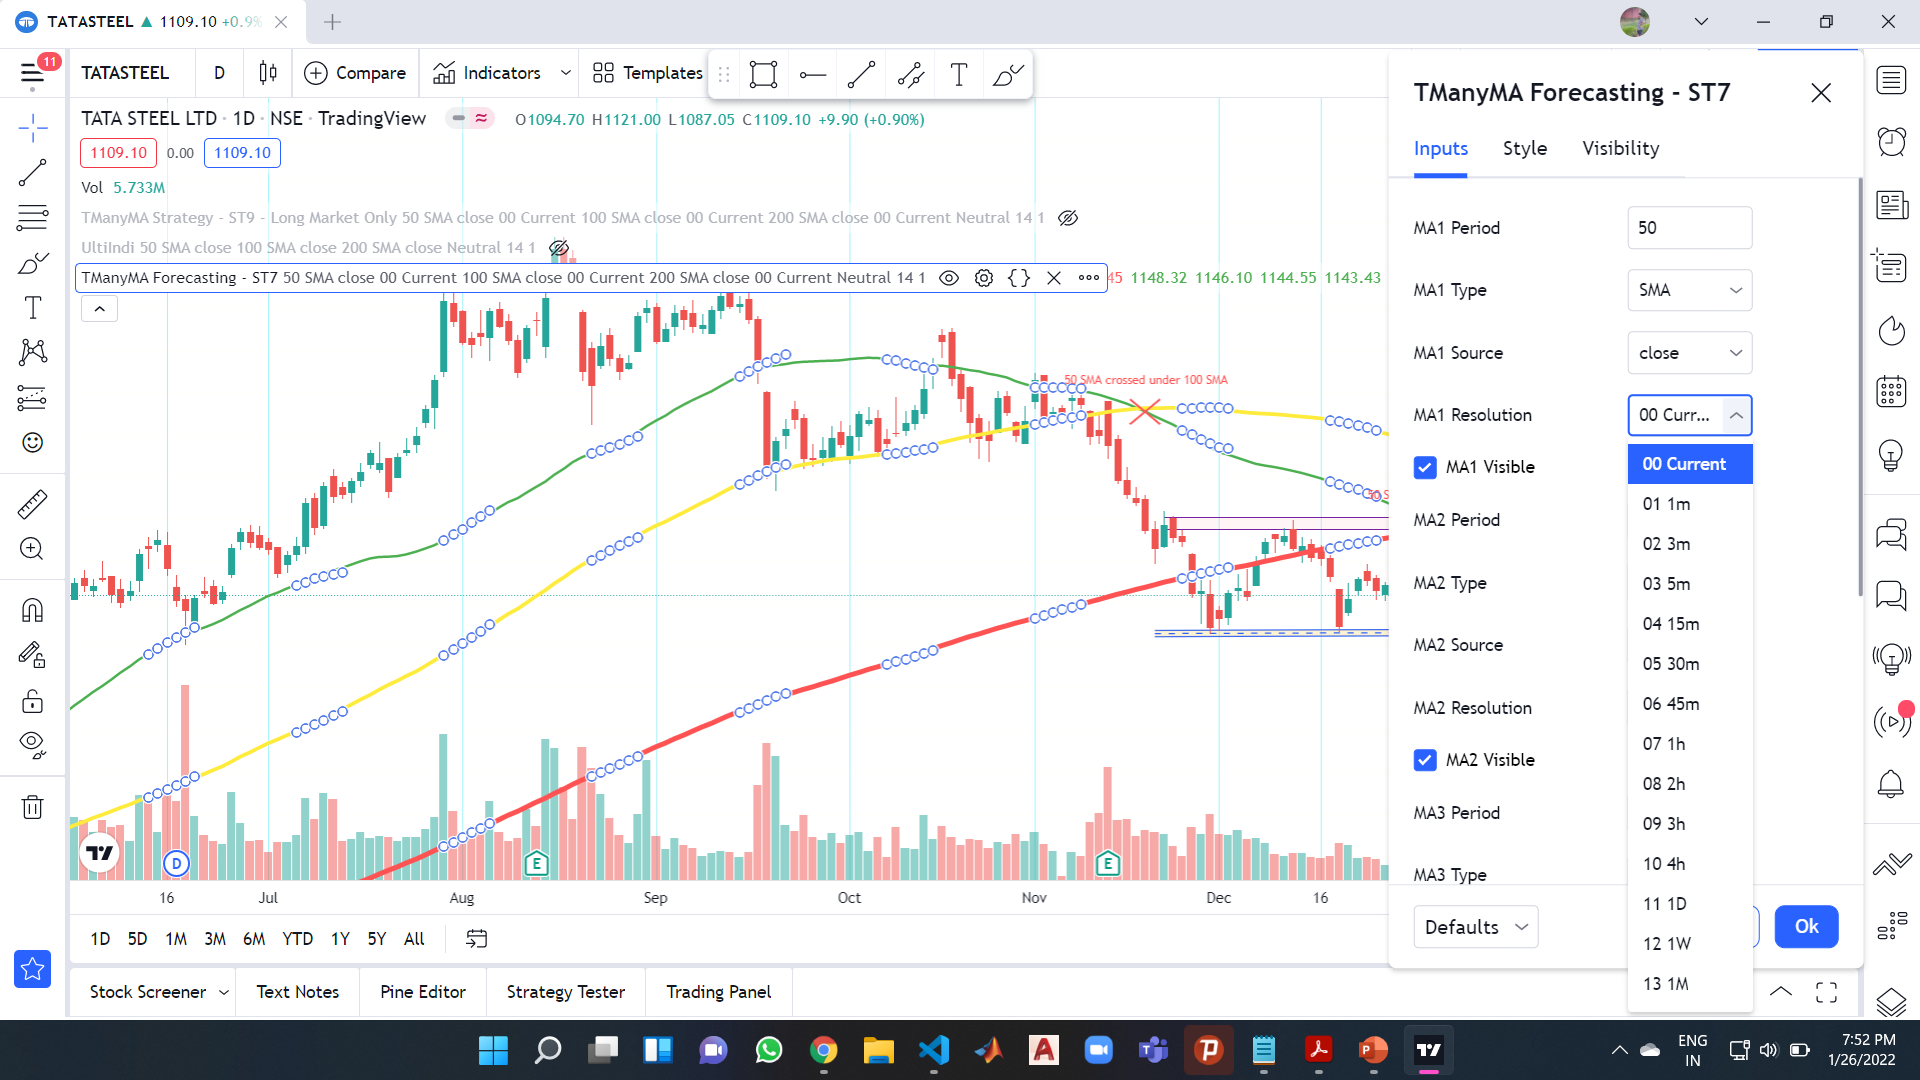 TATASTEEL ▲ 1109.10 +0.9%
11
TATASTEEL
D
Compare
Indicators
Templates
TATA STEEL LTD · 1D · NSE · TradingView
O1094.70 H1121.00 L1087.05 C1109.10 +9.90 (+0.90%)
1109.10
0.00
1109.10
Vol 5.733M
TManyMA Strategy - ST9 - Long Market Only 50 SMA close 00 Current 100 SMA close 00 Current 200 SMA close 00 Current Neutral 14 1
UltiIndi 50 SMA close 100 SMA close 200 SMA close Neutral 14 1
TManyMA Forecasting - ST7 50 SMA close 00 Current 100 SMA close 00 Current 200 SMA close 00 Current Neutral 14 1
45 1148.32 1146.10 1144.55 1143.43
50 SMA crossed under 100 SMA
50 S
D
E
E
16
Jul
Aug
Sep
Oct
Nov
Dec
16
1D
5D
1M
3M
6M
YTD
1Y
5Y
All
Stock Screener
Text Notes
Pine Editor
Strategy Tester
Trading Panel
TManyMA Forecasting - ST7
Inputs
Style
Visibility
MA1 Period
50
MA1 Type
SMA
MA1 Source
close
MA1 Resolution
00 Curr...
MA1 Visible
MA2 Period
MA2 Type
MA2 Source
MA2 Resolution
MA2 Visible
MA3 Period
MA3 Type
00 Current
01 1m
02 3m
03 5m
04 15m
05 30m
06 45m
07 1h
08 2h
09 3h
10 4h
11 1D
12 1W
13 1M
Defaults
Ok
ENG
IN
7:52 PM
1/26/2022